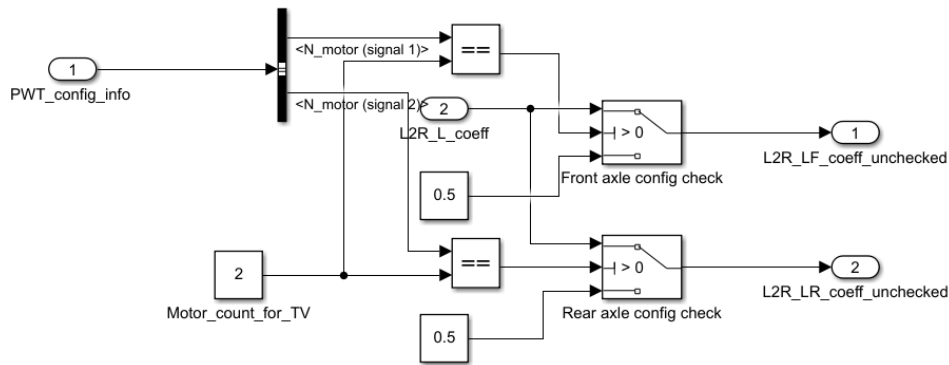 1
PWT_config_info
<N_motor (signal 1)>
<N_motor (signal 2)>
==
2
L2R_L_coeff
> 0
Front axle config check
1
L2R_LF_coeff_unchecked
0.5
2
Motor_count_for_TV
==
> 0
Rear axle config check
2
L2R_LR_coeff_unchecked
0.5